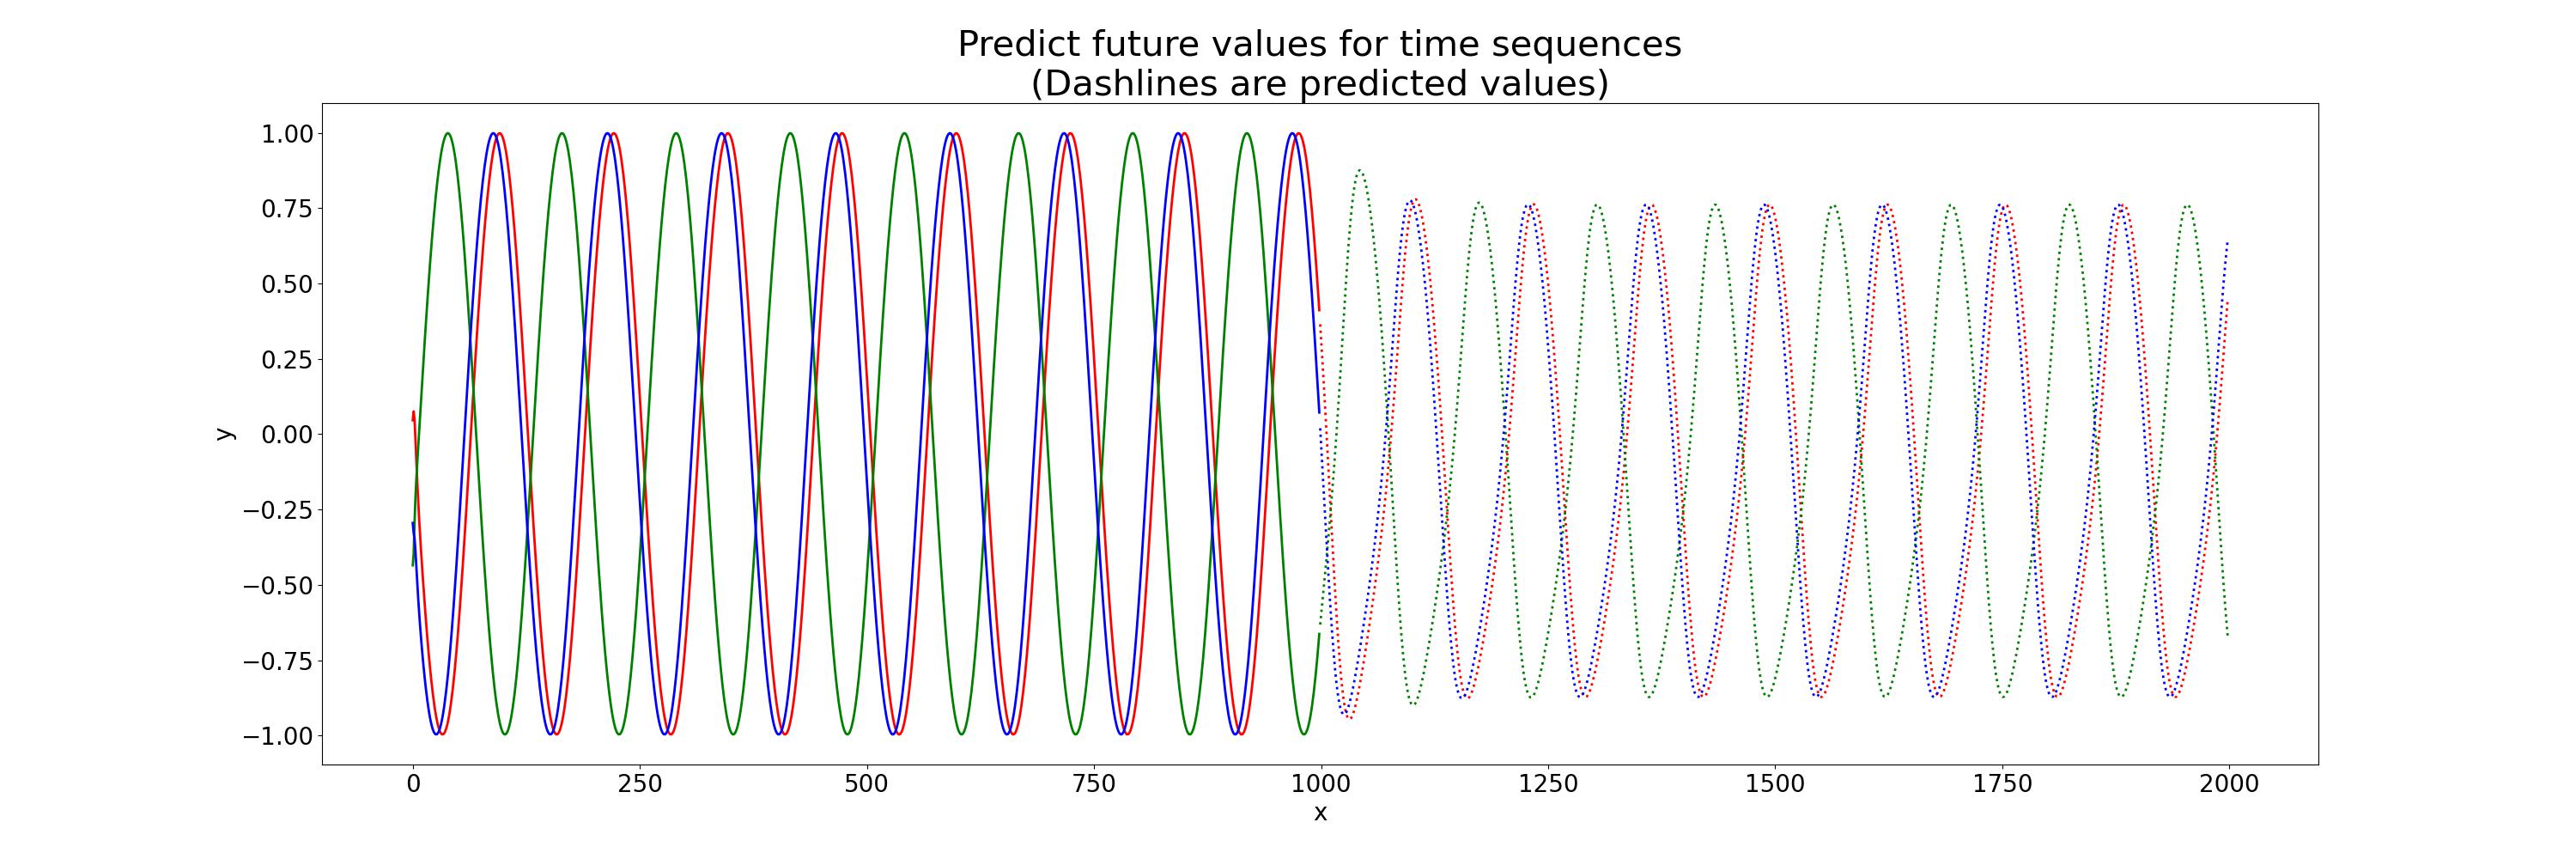 Predict future values for time sequences
(Dashlines are predicted values)
1.00
0.75
0.50
0.25
0.00
−0.25
−0.50
−0.75
−1.00
y
0 250 500 750 1000 1250 1500 1750 2000
x